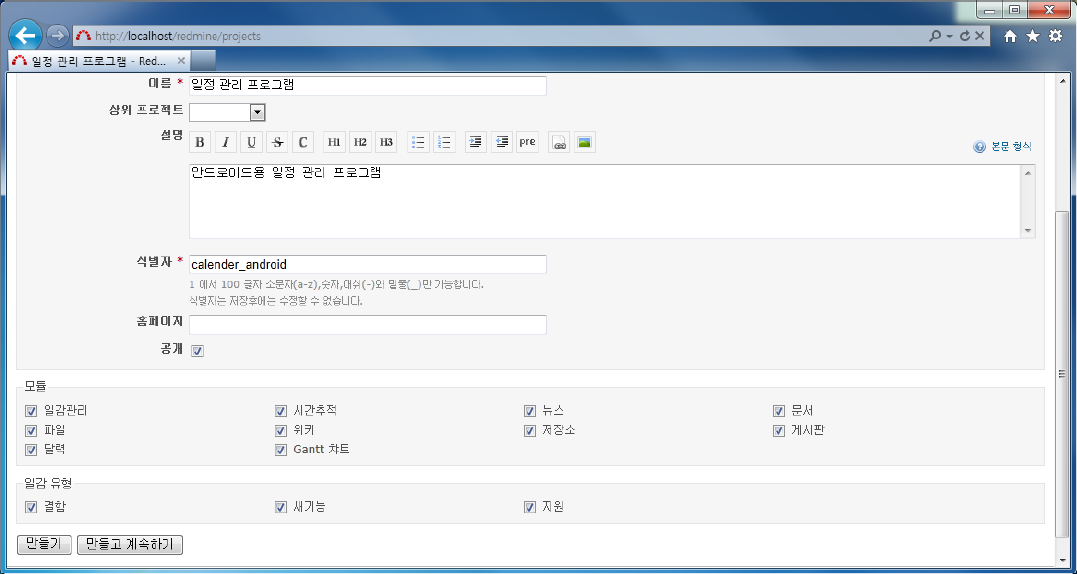 http://localhost/redmine/projects
일정 관리 프로그램 - Red...
이름 * 일정 관리 프로그램
상위 프로젝트
설명 B I U S C H1 H2 H3 pre 본문 형식
안드로이드용 일정 관리 프로그램
식별자 * calender_android
1 에서 100 글자 소문자(a-z),숫자,대쉬(-)와 밑줄(_)만 가능합니다.
식별자는 저장후에는 수정할 수 없습니다.
홈페이지
공개
모듈
일감관리 시간추적 뉴스 문서
파일 위키 저장소 게시판
달력 Gantt 챠트
일감 유형
결함 새기능 지원
만들기 만들고 계속하기